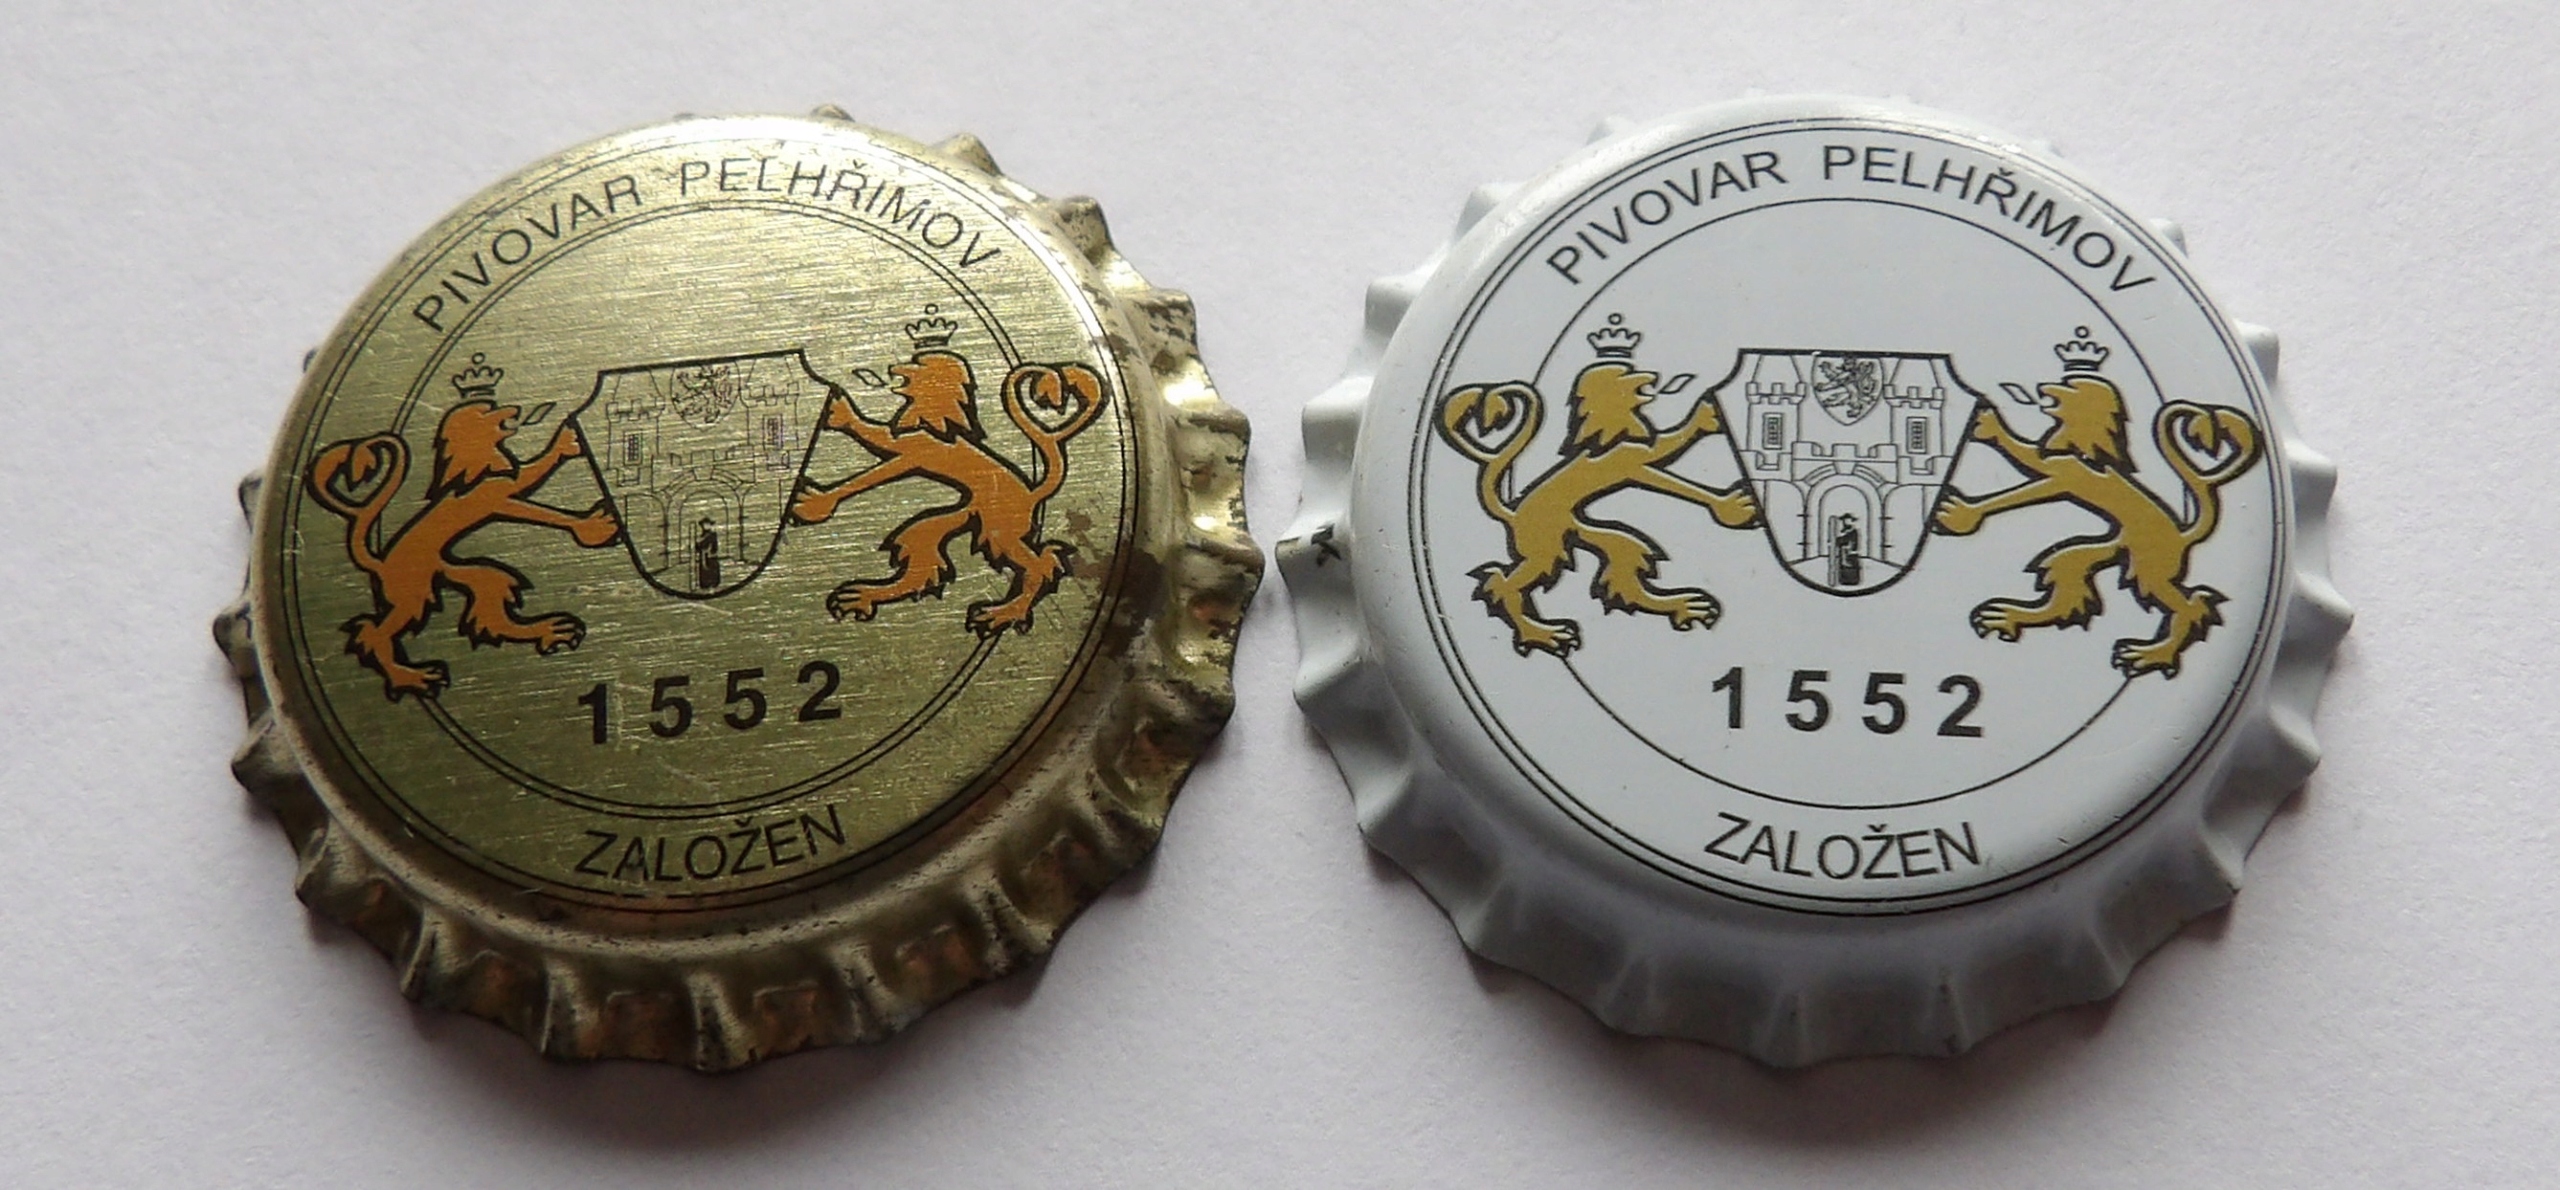 PIVOVAR PELHŘIMOV
1552
ZALOŽEN
PIVOVAR PELHŘIMOV
1552
ZALOŽEN